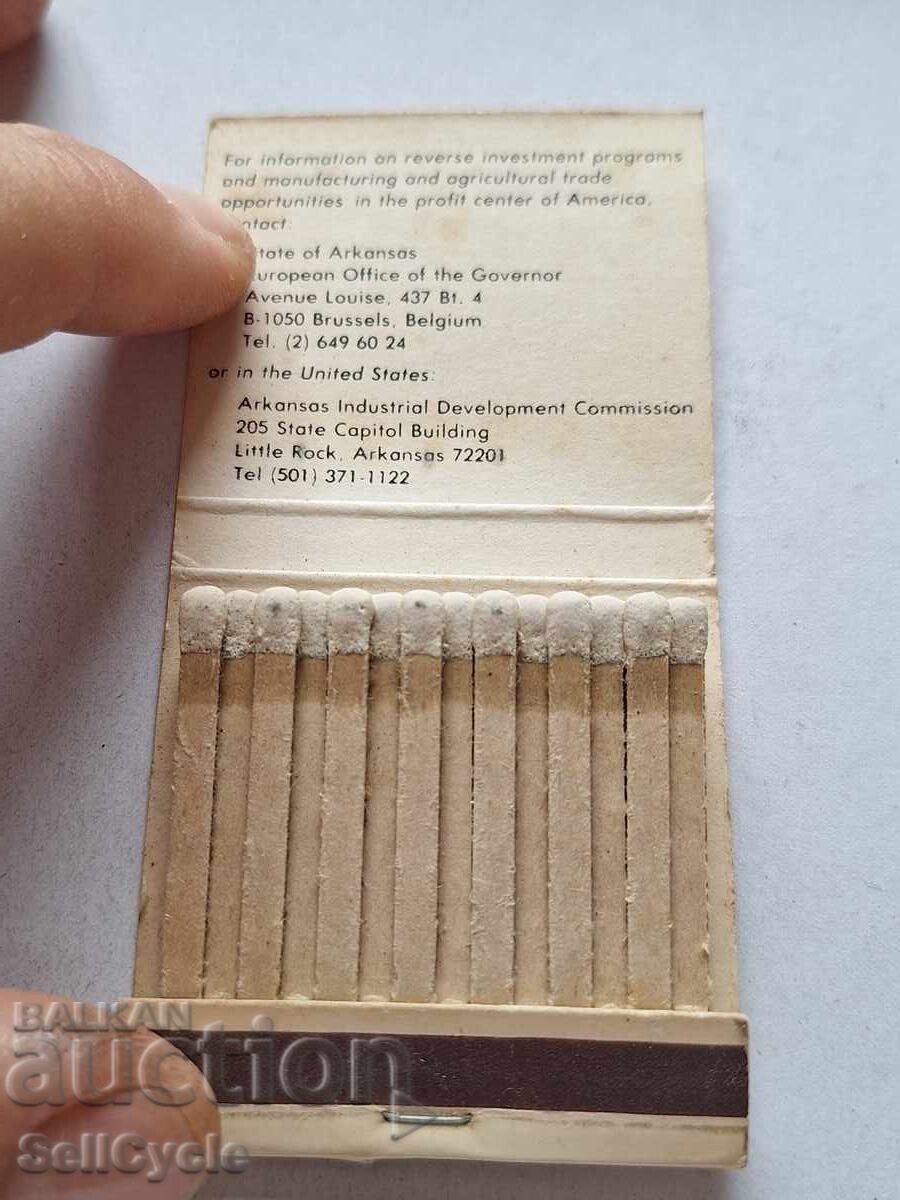 For information on reverse investment programs
and manufacturing and agricultural trade
opportunities in the profit center of America,
ntact:
tate of Arkansas
uropean Office of the Governor
Avenue Louise, 437 Bt. 4
B-1050 Brussels, Belgium
Tel. (2) 649 60 24
or in the United States:
Arkansas Industrial Development Commission
205 State Capitol Building
Little Rock, Arkansas 72201
Tel (501) 371-1122
BALKAN
auction
SellCycle